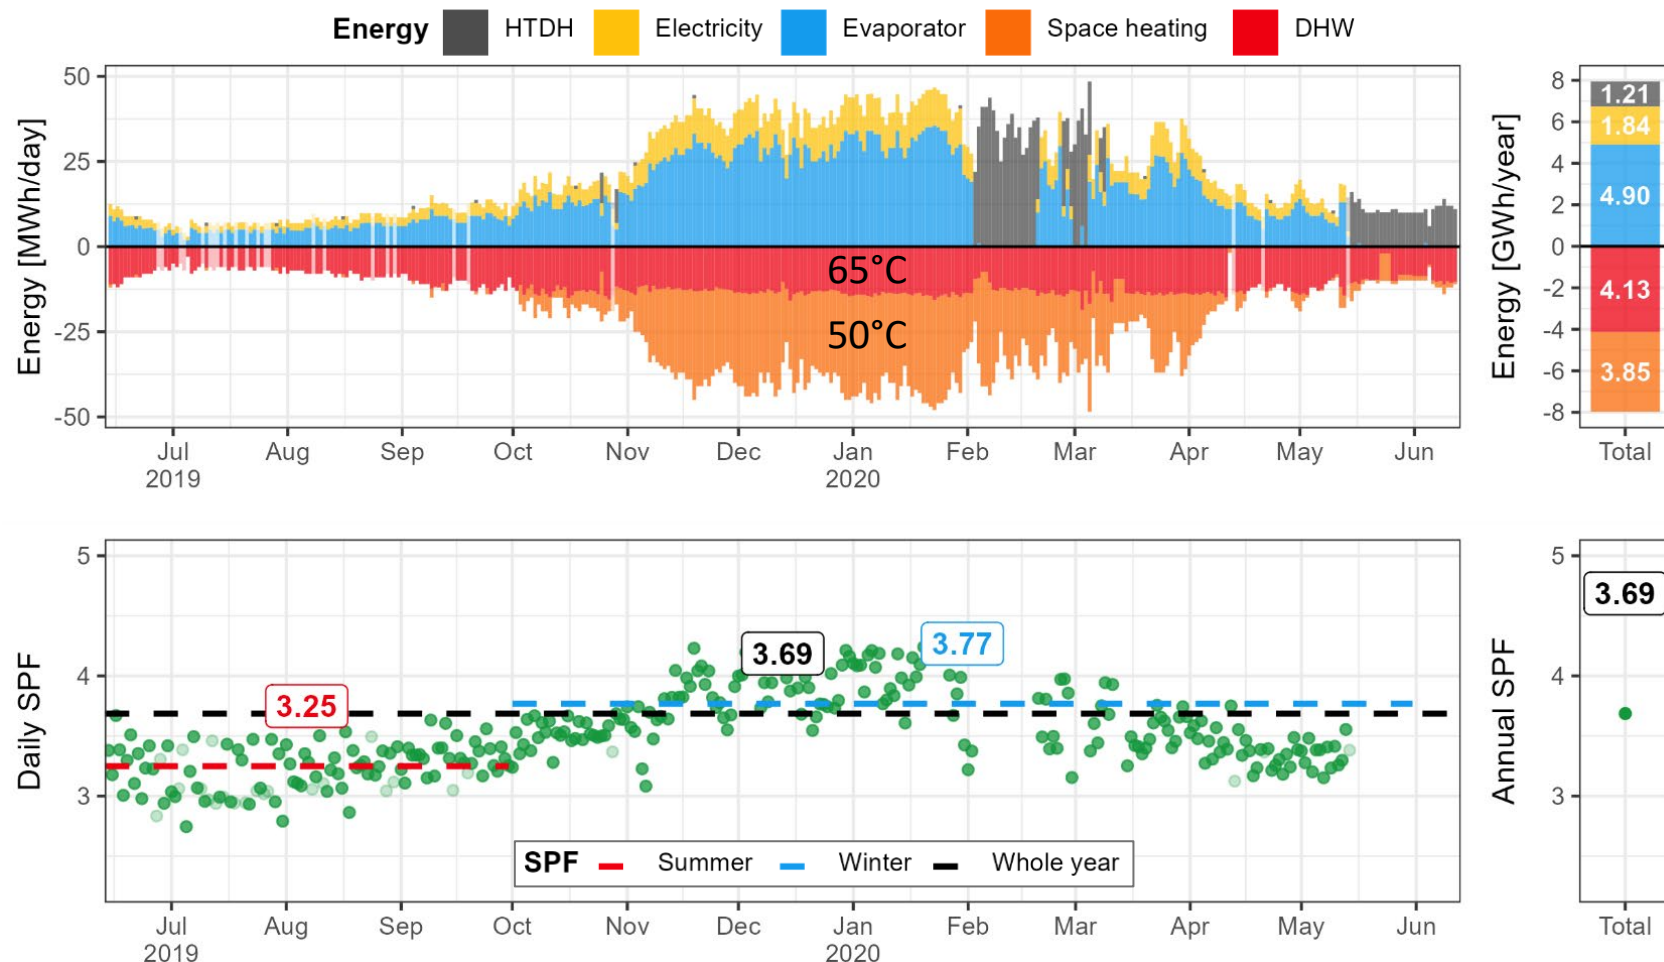 Energy HTDH Electricity Evaporator Space heating DHW
Energy [MWh/day]
50
25
0
-25
-50
65°C
50°C
Jul Aug Sep Oct Nov Dec Jan Feb Mar Apr May Jun
2019 2020
Energy [GWh/year]
8
6
4
2
0
-2
-4
-6
-8
1.21
1.84
4.90
4.13
3.85
Total
Daily SPF
5
4
3
3.25
3.69
3.77
SPF Summer Winter Whole year
Jul Aug Sep Oct Nov Dec Jan Feb Mar Apr May Jun
2019 2020
Annual SPF
5
4
3
3.69
Total